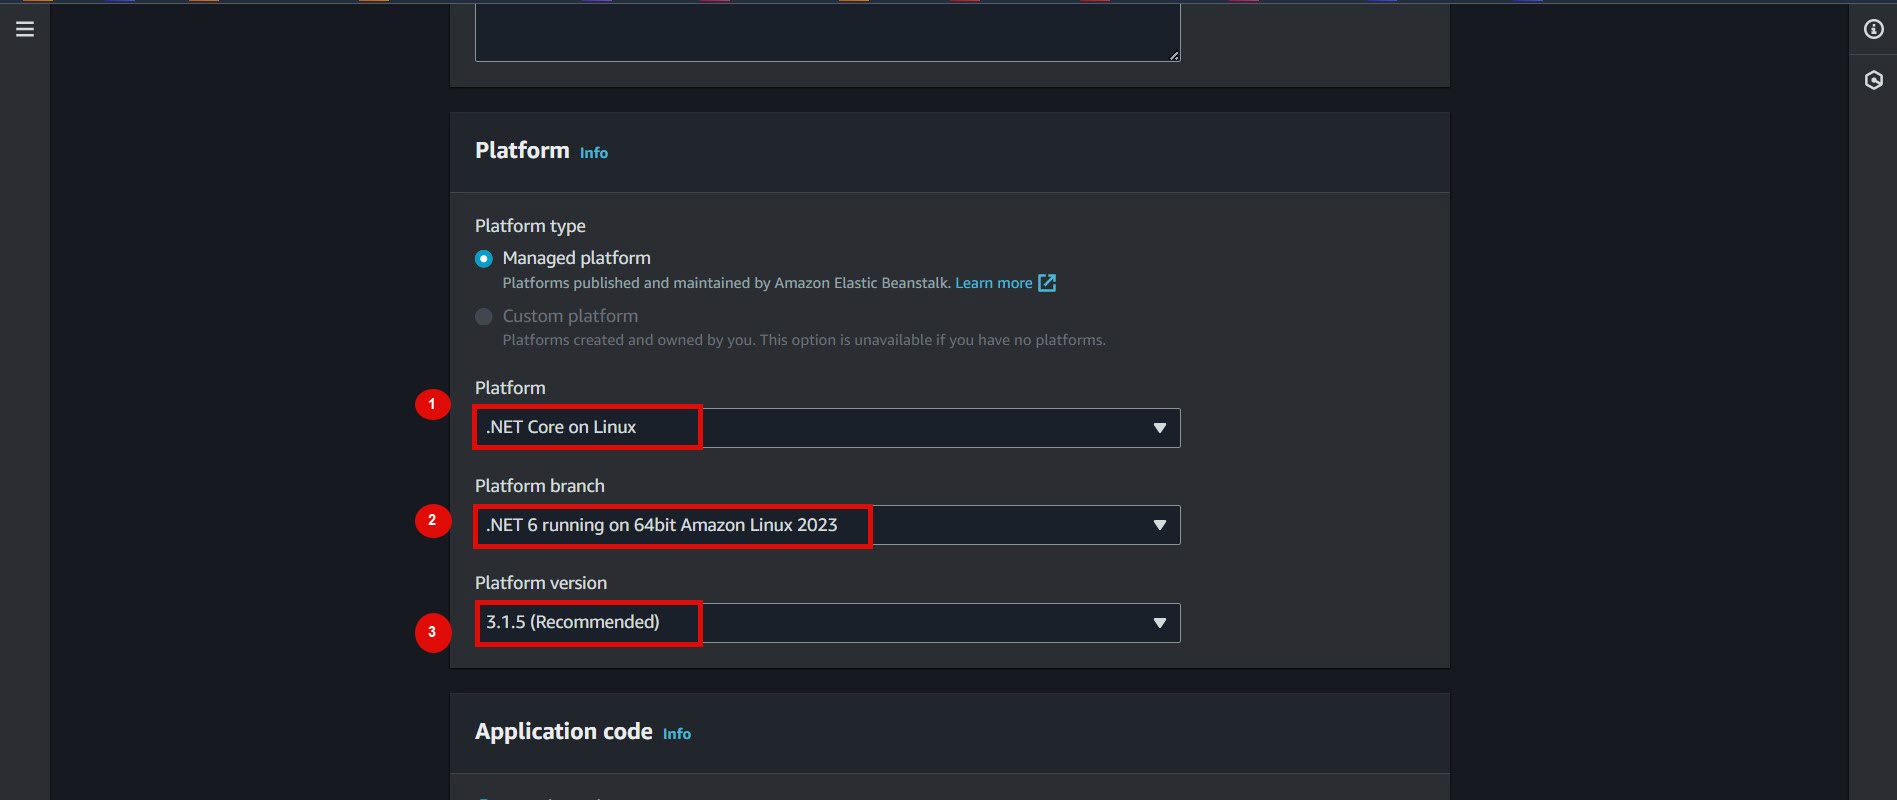 Platform Info
Platform type
Managed platform
Platforms published and maintained by Amazon Elastic Beanstalk. Learn more
Custom platform
Platforms created and owned by you. This option is unavailable if you have no platforms.
Platform
1
.NET Core on Linux
Platform branch
2
.NET 6 running on 64bit Amazon Linux 2023
Platform version
3
3.1.5 (Recommended)
Application code Info